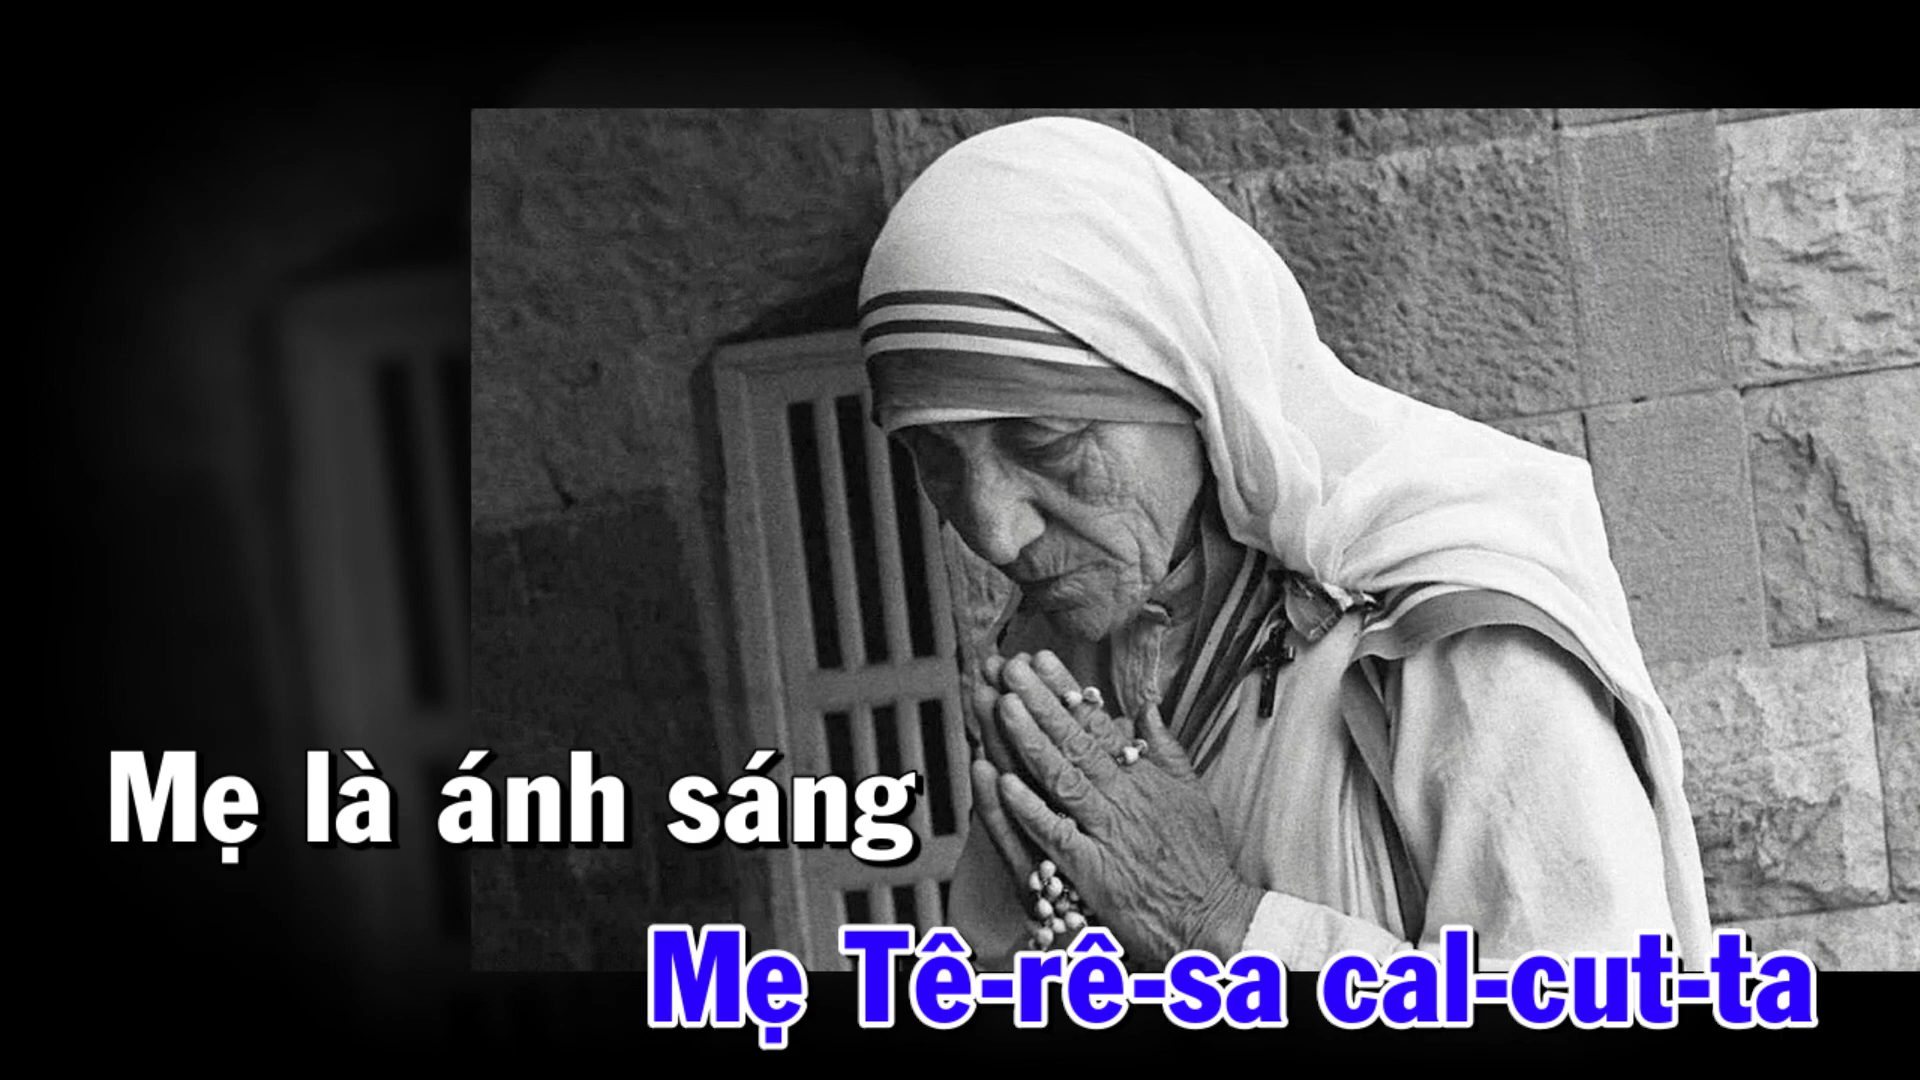 Mẹ là ánh sáng
Mẹ Tê-rê-sa cal-cut-ta